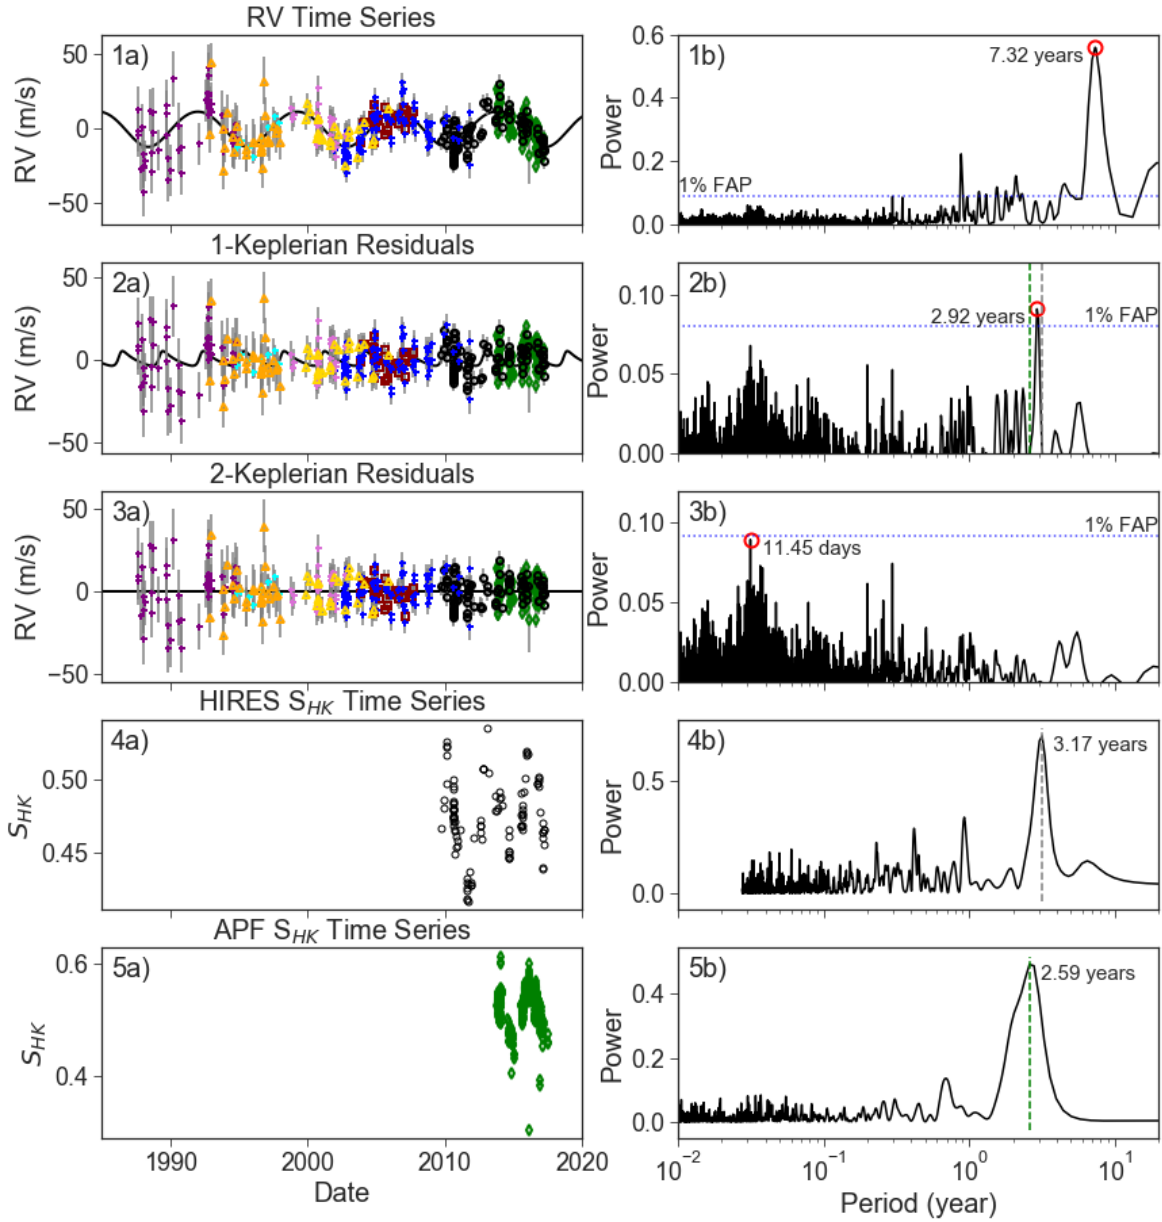 RV Time Series
1a)
RV (m/s)
50
0
−50
1b)
7.32 years
1% FAP
Power
0.6
0.4
0.2
0.0
1-Keplerian Residuals
2a)
RV (m/s)
50
0
−50
2b)
2.92 years
1% FAP
Power
0.10
0.05
0.00
2-Keplerian Residuals
3a)
RV (m/s)
50
0
−50
3b)
11.45 days
1% FAP
Power
0.10
0.05
0.00
HIRES S_HK Time Series
4a)
S_HK
0.50
0.45
4b)
3.17 years
Power
0.5
0.0
APF S_HK Time Series
5a)
S_HK
0.6
0.4
1990 2000 2010 2020
Date
5b)
2.59 years
Power
0.4
0.2
0.0
10⁻² 10⁻¹ 10⁰ 10¹
Period (year)